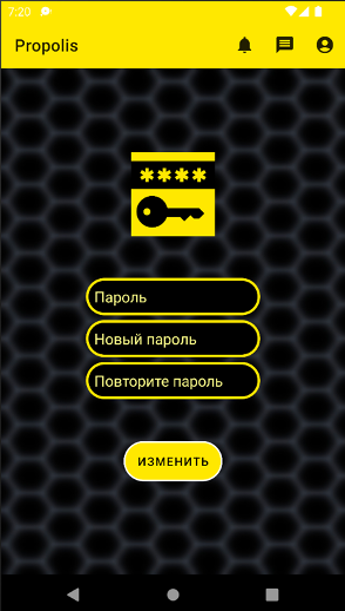 7:20
Propolis
****
Пароль
Новый пароль
Повторите пароль
ИЗМЕНИТЬ